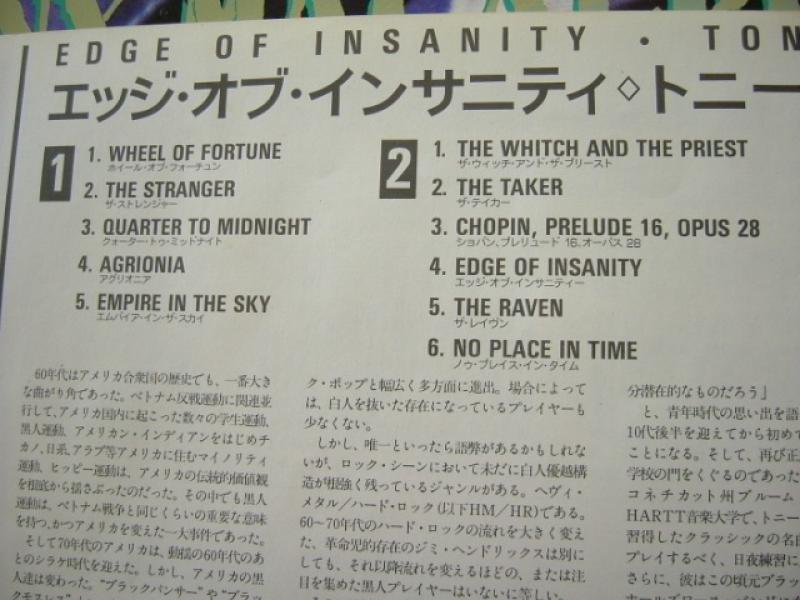 EDGE OF INSANITY · TON
エッジ・オブ・インサニティ◇トニー
1
1. WHEEL OF FORTUNE
ホイール・オブ・フォーチュン
2. THE STRANGER
ザ・ストレンジャー
3. QUARTER TO MIDNIGHT
クォーター・トゥ・ミッドナイト
4. AGRIONIA
アグリオニア
5. EMPIRE IN THE SKY
エムパイア・イン・ザ・スカイ
2
1. THE WHITCH AND THE PRIEST
ザ・ウィッチ・アンド・ザ・プリースト
2. THE TAKER
ザ・テイカー
3. CHOPIN, PRELUDE 16, OPUS 28
ショパン、プレリュード 16、オーパス 28
4. EDGE OF INSANITY
エッジ・オブ・インサニティー
5. THE RAVEN
ザ・レイヴン
6. NO PLACE IN TIME
ノゥ・プレイス・イン・タイム
60年代はアメリカ合衆国の歴史でも、一番大き
な曲がり角であった。ベトナム反戦運動に関連並
行して、アメリカ国内に起こった数々の学生運動、
黒人運動、アメリカン・インディアンをはじめチ
カノ、日系、アラブ等アメリカに住むマイノリティ
運動、ヒッピー運動は、アメリカの伝統的価値観
を根底から揺さぶったのだった。その中でも黒人
運動は、ベトナム戦争と同じくらいの重要な意味
を持つ、かつアメリカを変えた一大事件であった。
そして70年代のアメリカは、動揺の60年代のあ
とのシラケ時代を迎えた。しかし、アメリカの黒
人達は変わった。"ブラックパンサー"や"ブラッ
ク・ポップと幅広く多方面に進出。場合によって
は、白人を抜いた存在になっているプレイヤーも
少なくない。
しかし、唯一といったら語弊があるかもしれな
いが、ロック・シーンにおいて未だに白人優越構
造が根強く残っているジャンルがある。ヘヴィ・
メタル/ハード・ロック(以下HM/HR)である。
60〜70年代のハード・ロックの流れを大きく変え
た、革命児的存在のジミ・ヘンドリックスは別に
しても、それ以降流れを変えるほどの、または注
目を集めた黒人プレイヤーはいないに等しい。
分潜在的なものだろう」
と、青年時代の思い出を語
10代後半を迎えてから初めて
ことになる。そして、再び正
学校の門をくぐるのであった
コネチカット州ブルーム
HARTT音楽大学で、トニー
習得したクラシックの名曲
プレイするべく、日夜練習に
さらに、彼はこの頃元ブラッ